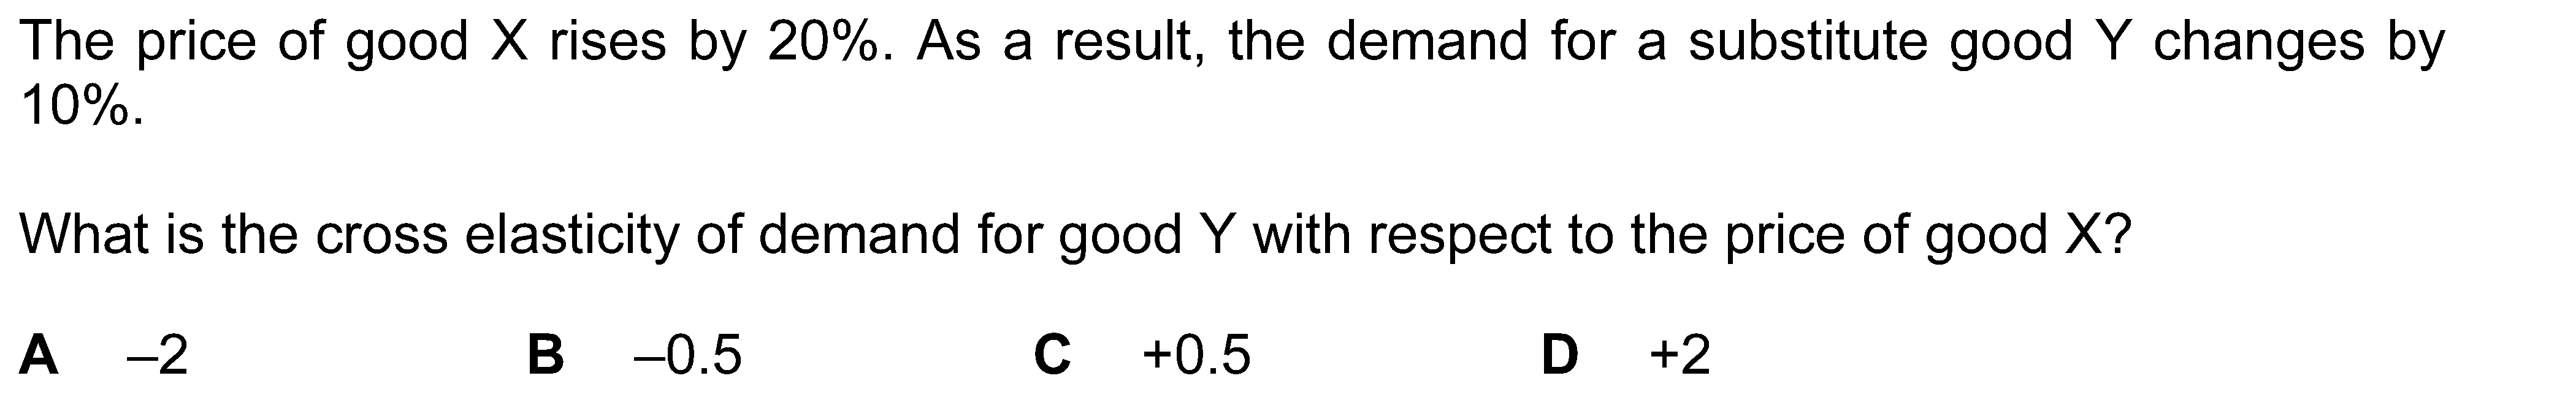 The price of good X rises by 20%. As a result, the demand for a substitute good Y changes by
10%.
What is the cross elasticity of demand for good Y with respect to the price of good X?
A –2 B –0.5 C +0.5 D +2